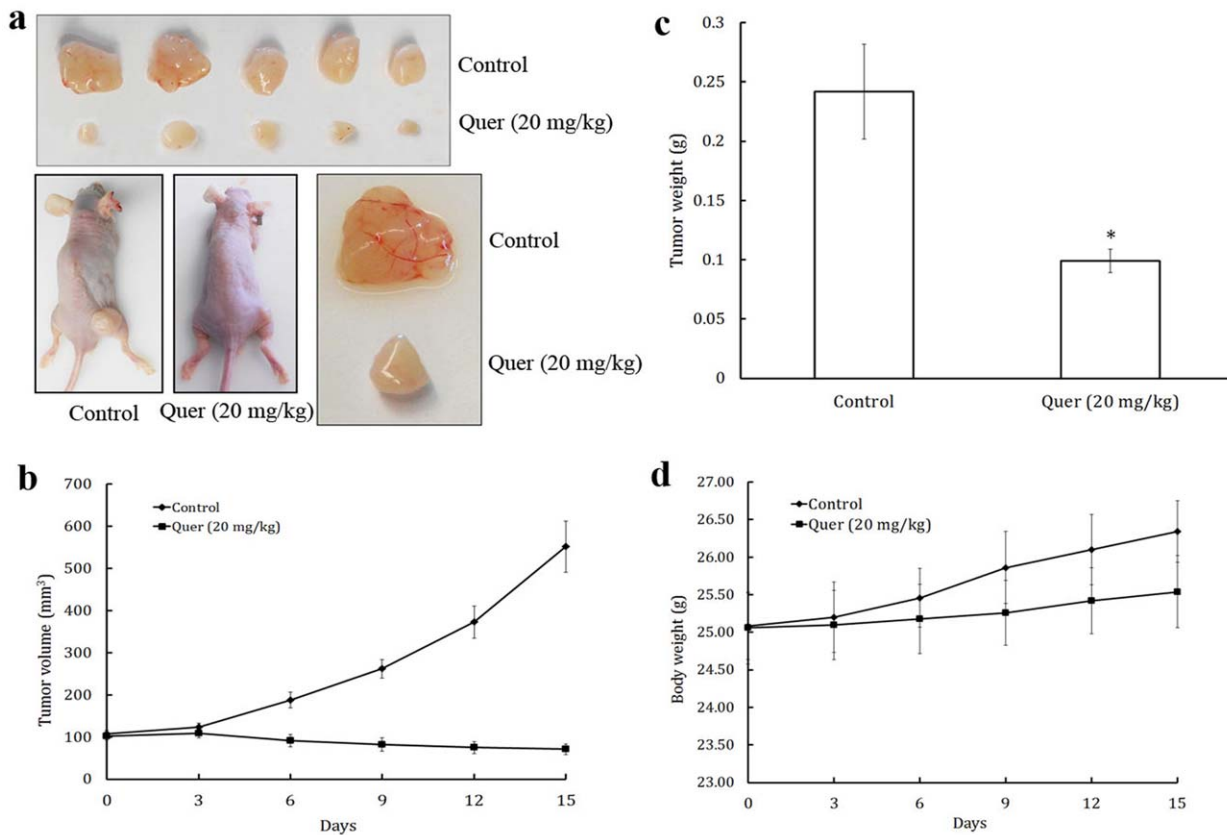 a
Control
Quer (20 mg/kg)
Control
Quer (20 mg/kg)
Control
Quer (20 mg/kg)
c
Tumor weight (g)
0.3
0.25
0.2
0.15
0.1
0.05
0
*
Control
Quer (20 mg/kg)
b
Tumor volume (mm³)
700
600
500
400
300
200
100
0
Control
Quer (20 mg/kg)
0 3 6 9 12 15
Days
d
Body weight (g)
27.00
26.50
26.00
25.50
25.00
24.50
24.00
23.50
23.00
Control
Quer (20 mg/kg)
0 3 6 9 12 15
Days